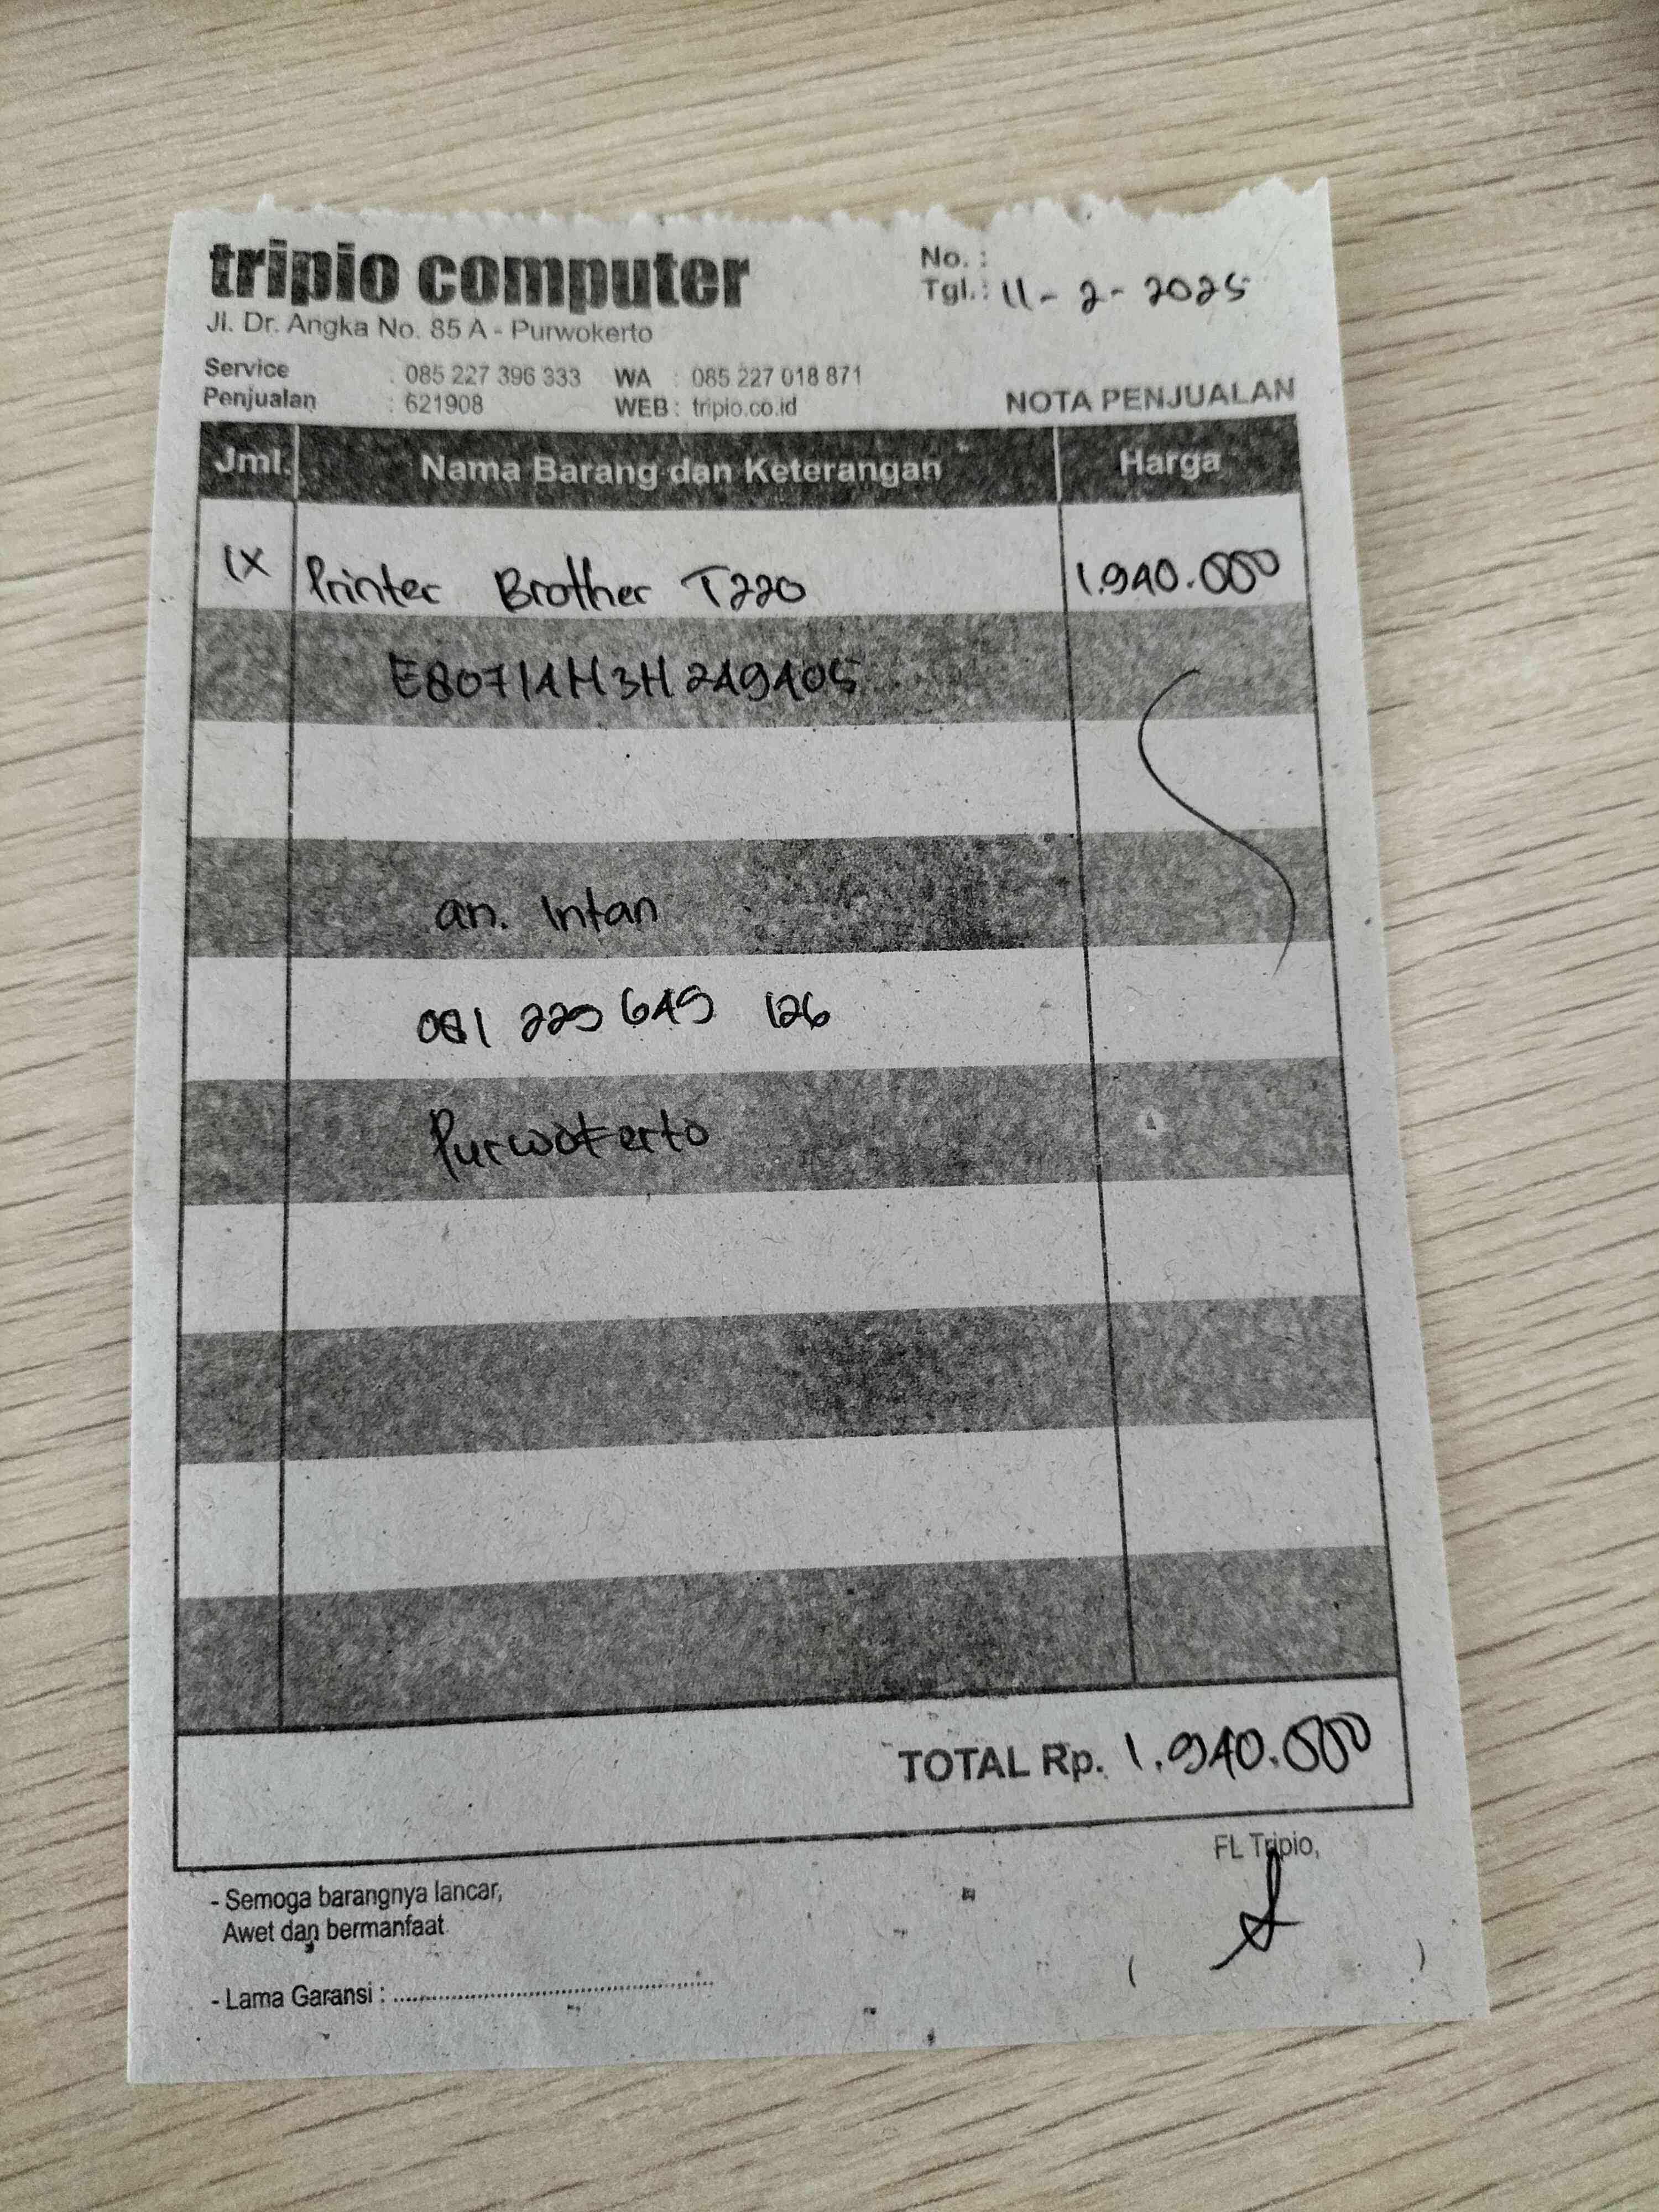 tripio computer
Jl. Dr. Angka No. 85 A - Purwokerto
No. :
Tgl.: 11 - 2 - 2025
Service : 085 227 396 333 WA : 085 227 018 871
Penjualan : 621908 WEB : tripio.co.id
NOTA PENJUALAN
Jml. Nama Barang dan Keterangan Harga
1x Printer Brother T220 1.940.000
E80714H3H249405
an. Intan
081 229 649 126
Purwokerto
TOTAL Rp. 1.940.000
FL Tripio,
- Semoga barangnya lancar,
Awet dan bermanfaat
- Lama Garansi : ........................................
( )